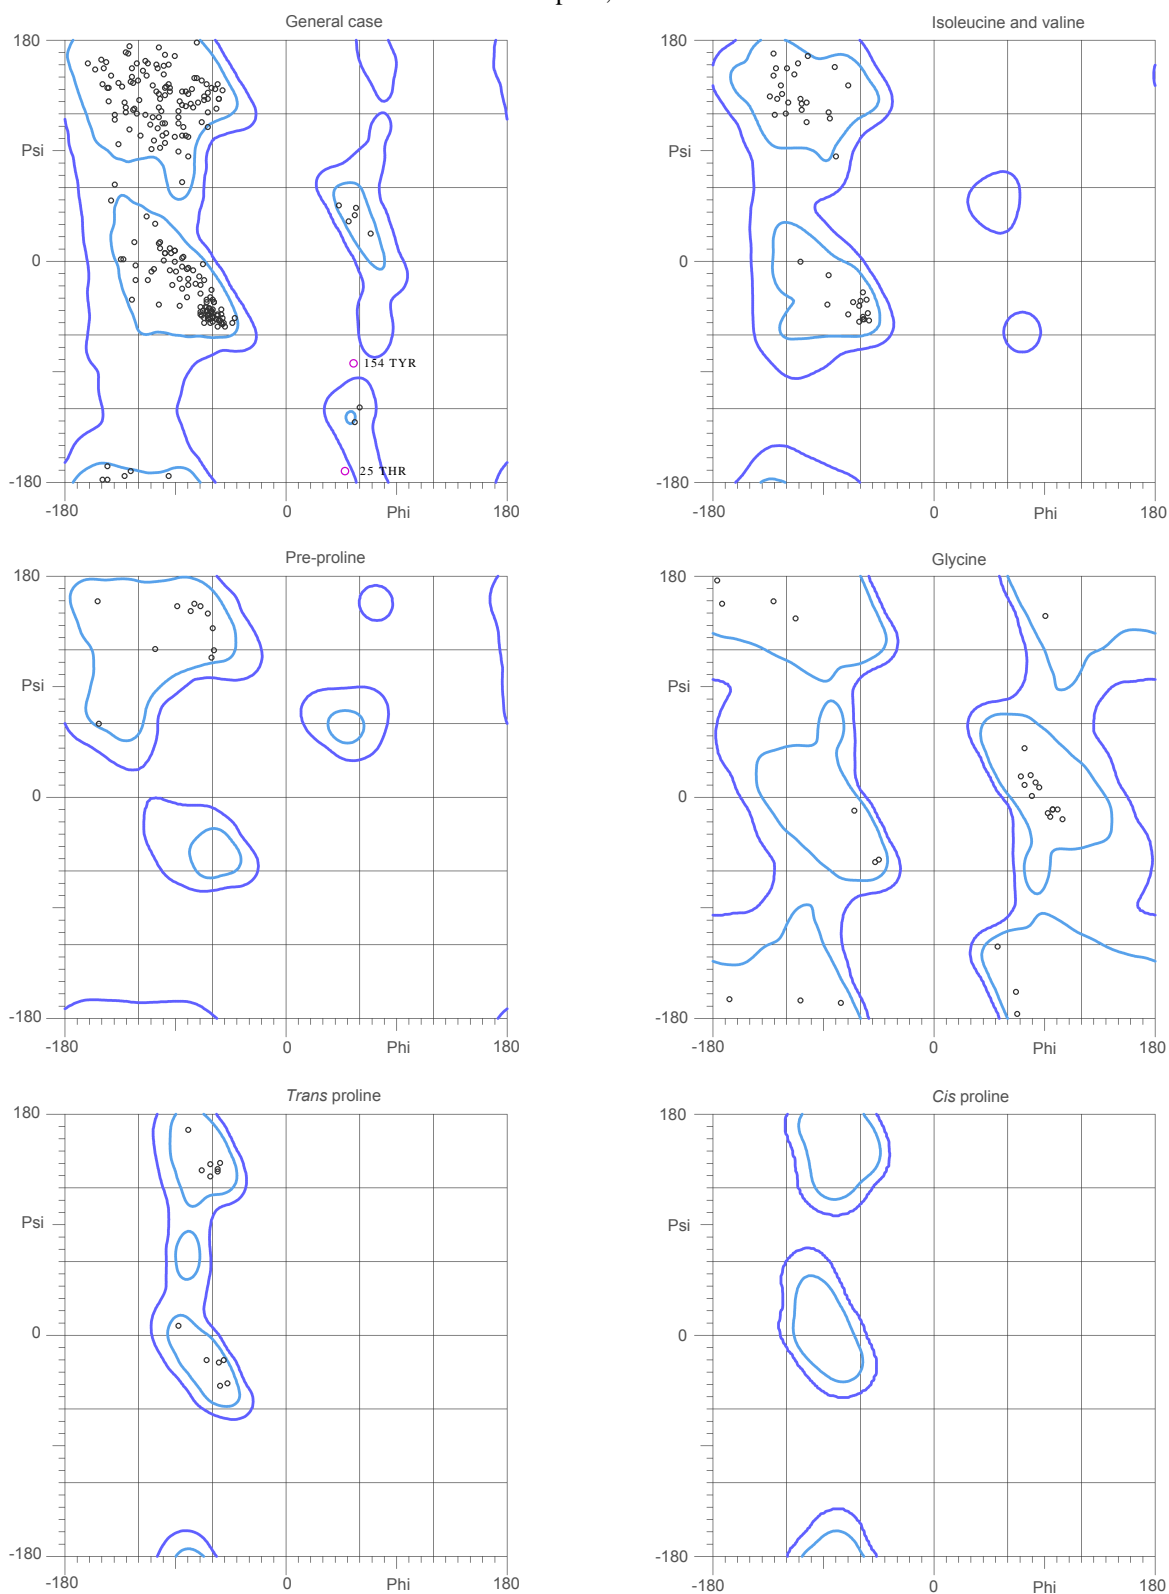 General case
Isoleucine and valine
180
180
Psi
Psi
0
0
154 TYR
25 THR
-180
-180
-180
0
Phi
180
-180
0
Phi
180
Pre-proline
Glycine
180
180
Psi
Psi
0
0
-180
-180
-180
0
Phi
180
-180
0
Phi
180
Trans proline
Cis proline
180
180
Psi
Psi
0
0
-180
-180
-180
0
Phi
180
-180
0
Phi
180